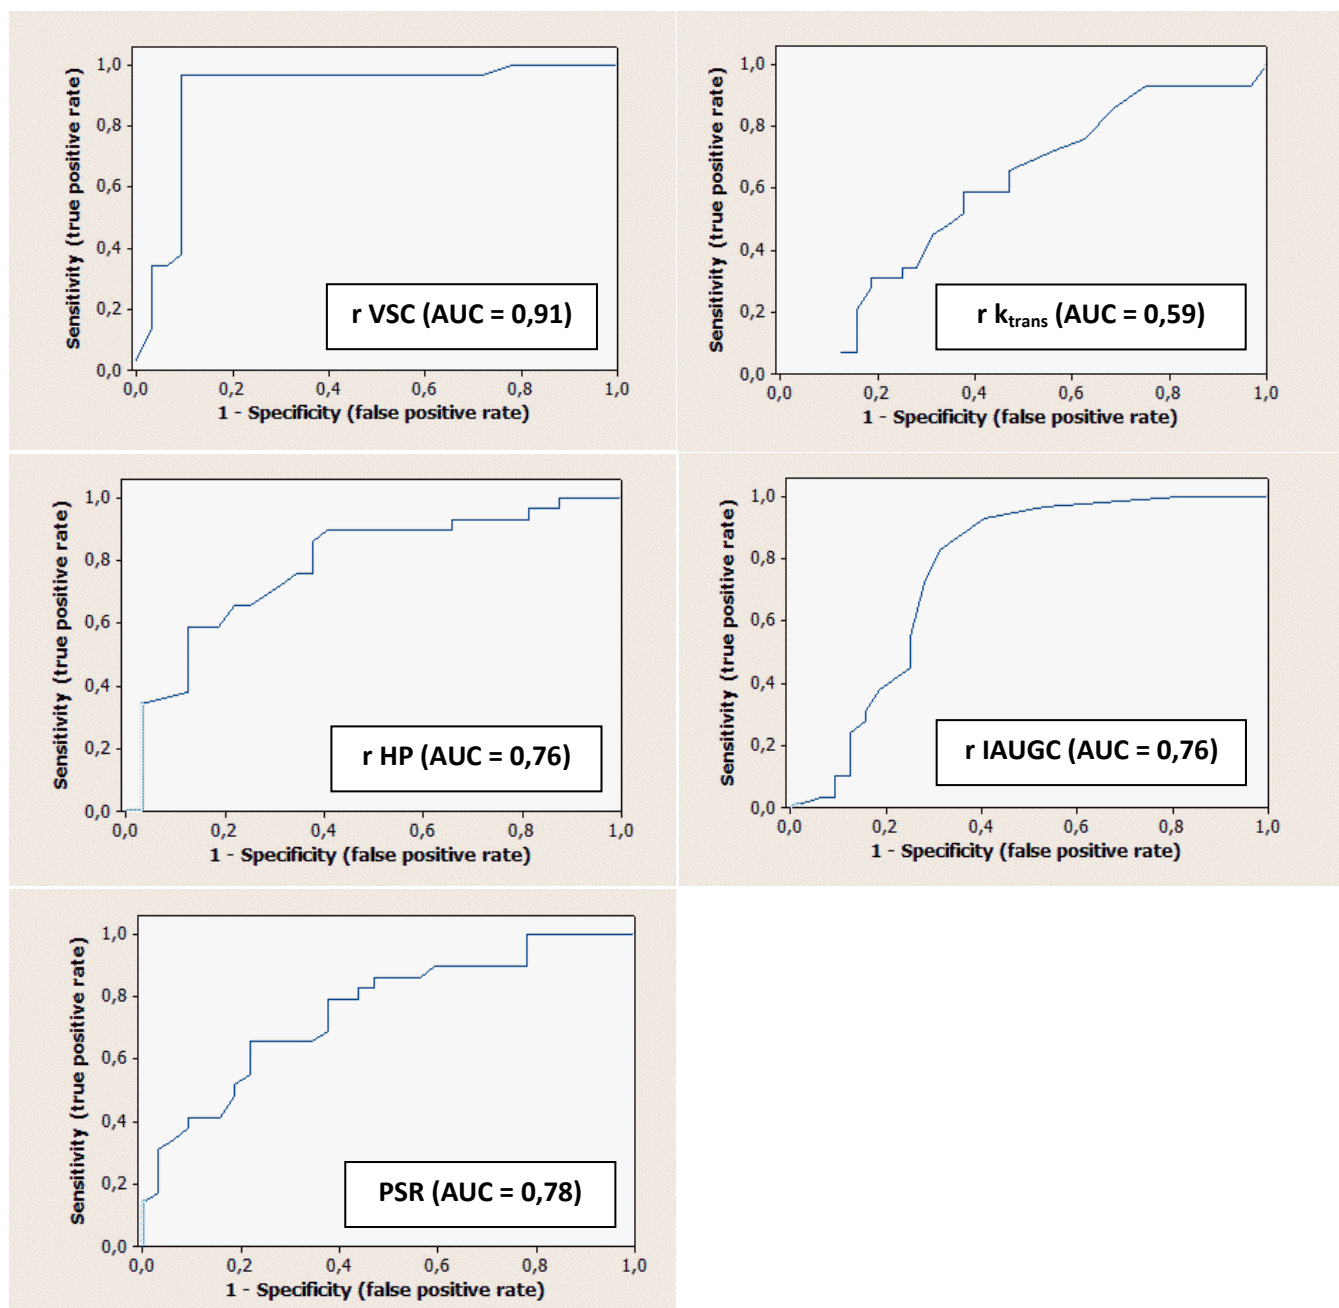 Sensitivity (true positive rate)
1,0
0,8
0,6
0,4
0,2
0,0
r VSC (AUC = 0,91)
0,0 0,2 0,4 0,6 0,8 1,0
1 - Specificity (false positive rate)
Sensitivity (true positive rate)
1,0
0,8
0,6
0,4
0,2
0,0
r ktrans (AUC = 0,59)
0,0 0,2 0,4 0,6 0,8 1,0
1 - Specificity (false positive rate)
Sensitivity (true positive rate)
1,0
0,8
0,6
0,4
0,2
0,0
r HP (AUC = 0,76)
0,0 0,2 0,4 0,6 0,8 1,0
1 - Specificity (false positive rate)
Sensitivity (true positive rate)
1,0
0,8
0,6
0,4
0,2
0,0
r IAUGC (AUC = 0,76)
0,0 0,2 0,4 0,6 0,8 1,0
1 - Specificity (false positive rate)
Sensitivity (true positive rate)
1,0
0,8
0,6
0,4
0,2
0,0
PSR (AUC = 0,78)
0,0 0,2 0,4 0,6 0,8 1,0
1 - Specificity (false positive rate)